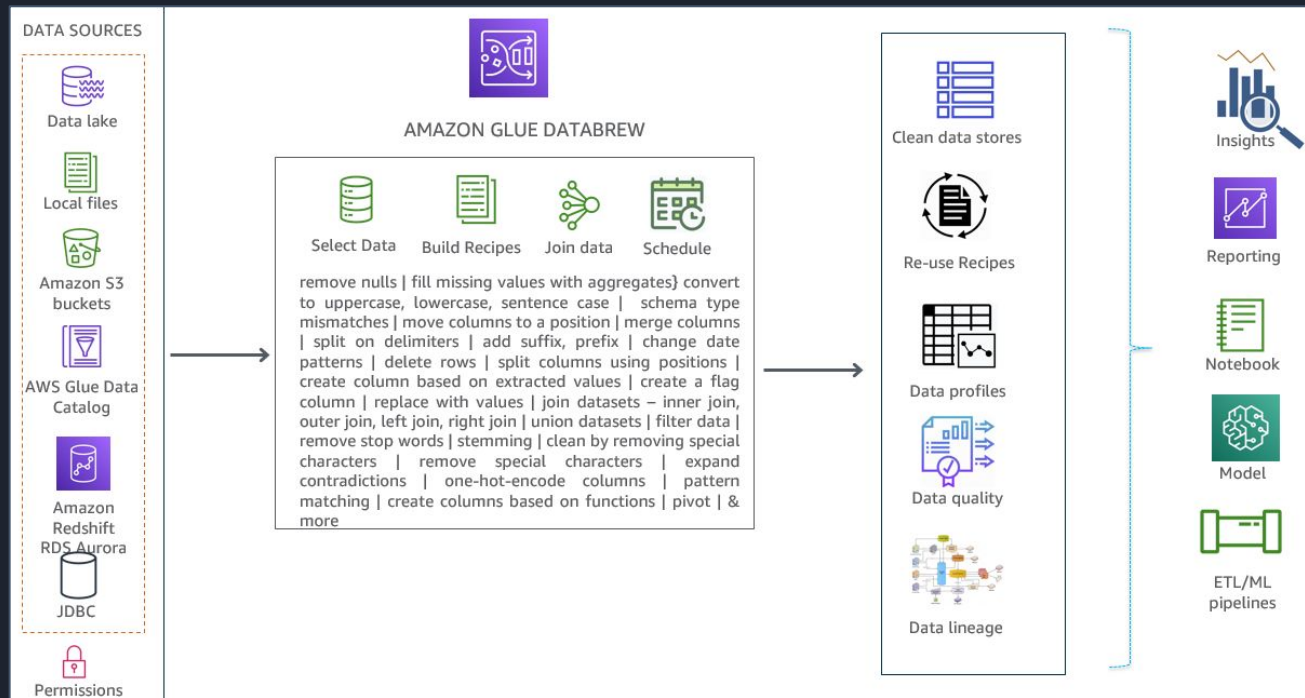 DATA SOURCES
Data lake
Local files
Amazon S3
buckets
AWS Glue Data
Catalog
Amazon
Redshift
RDS Aurora
JDBC
Permissions
AMAZON GLUE DATABREW
Select Data
Build Recipes
Join data
Schedule
remove nulls | fill missing values with aggregates} convert
to uppercase, lowercase, sentence case | schema type
mismatches | move columns to a position | merge columns
| split on delimiters | add suffix, prefix | change date
patterns | delete rows | split columns using positions |
create column based on extracted values | create a flag
column | replace with values | join datasets – inner join,
outer join, left join, right join | union datasets | filter data |
remove stop words | stemming | clean by removing special
characters | remove special characters | expand
contradictions | one-hot-encode columns | pattern
matching | create columns based on functions | pivot | &
more
Clean data stores
Re-use Recipes
Data profiles
Data quality
Data lineage
Insights
Reporting
Notebook
Model
ETL/ML
pipelines